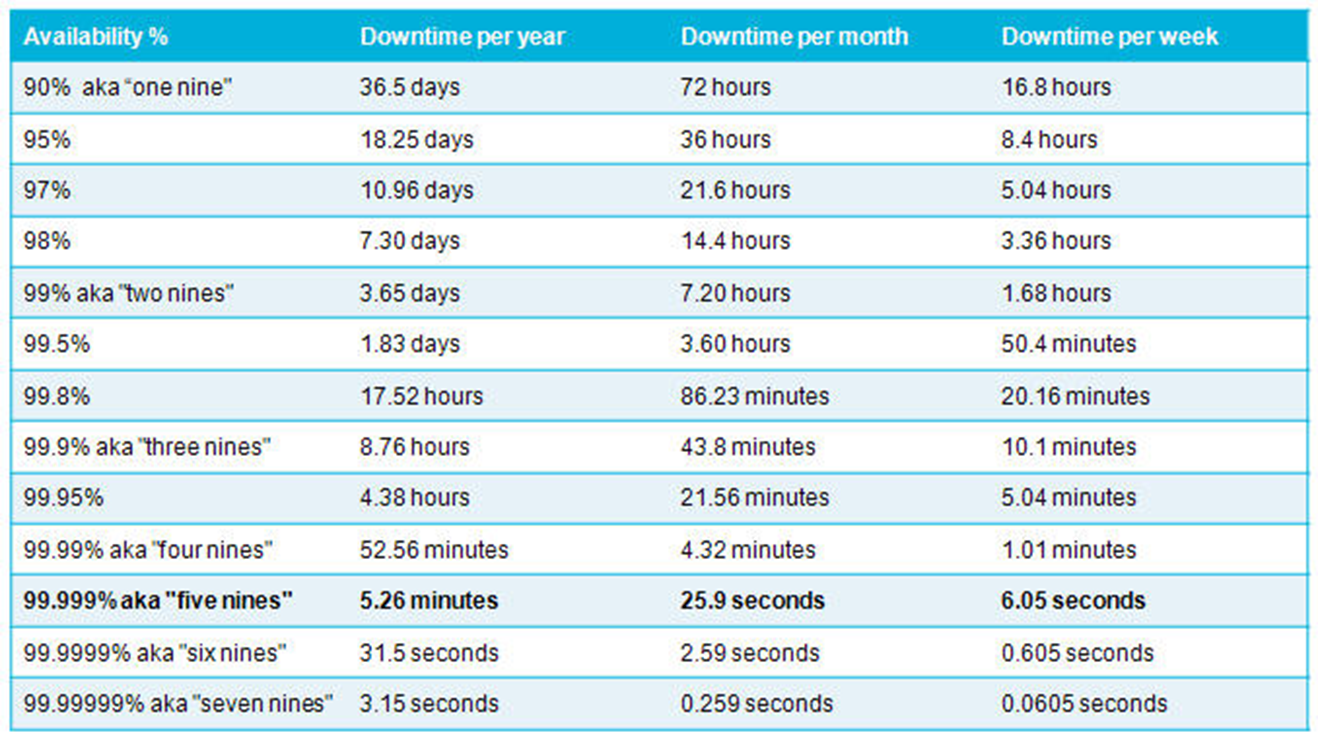 Availability % Downtime per year Downtime per month Downtime per week
90% aka “one nine" 36.5 days 72 hours 16.8 hours
95% 18.25 days 36 hours 8.4 hours
97% 10.96 days 21.6 hours 5.04 hours
98% 7.30 days 14.4 hours 3.36 hours
99% aka "two nines" 3.65 days 7.20 hours 1.68 hours
99.5% 1.83 days 3.60 hours 50.4 minutes
99.8% 17.52 hours 86.23 minutes 20.16 minutes
99.9% aka "three nines" 8.76 hours 43.8 minutes 10.1 minutes
99.95% 4.38 hours 21.56 minutes 5.04 minutes
99.99% aka "four nines" 52.56 minutes 4.32 minutes 1.01 minutes
99.999% aka "five nines" 5.26 minutes 25.9 seconds 6.05 seconds
99.9999% aka "six nines" 31.5 seconds 2.59 seconds 0.605 seconds
99.99999% aka "seven nines" 3.15 seconds 0.259 seconds 0.0605 seconds